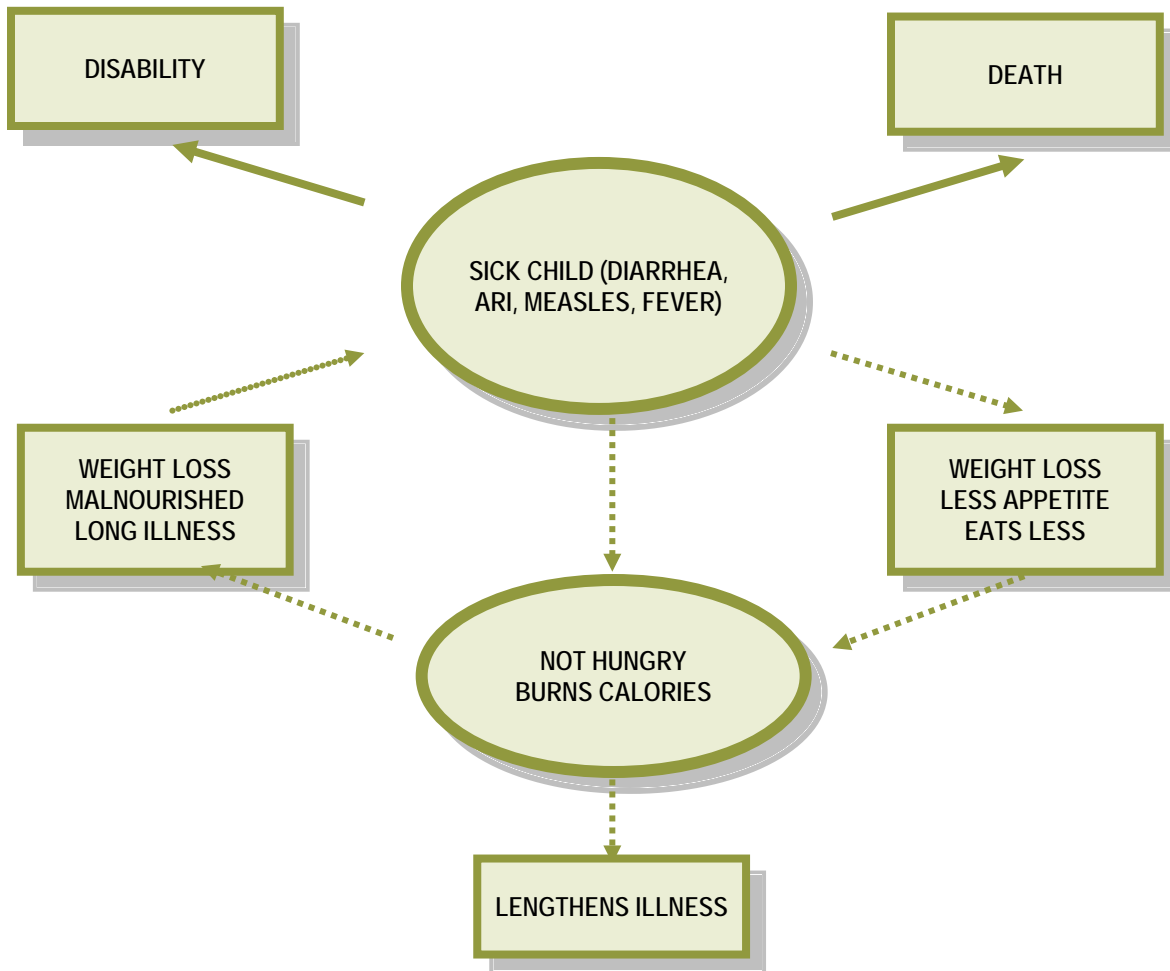 DISABILITY
DEATH
SICK CHILD (DIARRHEA,
ARI, MEASLES, FEVER)
WEIGHT LOSS
MALNOURISHED
LONG ILLNESS
WEIGHT LOSS
LESS APPETITE
EATS LESS
NOT HUNGRY
BURNS CALORIES
LENGTHENS ILLNESS